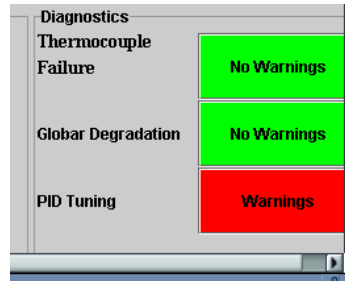 Diagnostics
Thermocouple
Failure
No Warnings
Globar Degradation
No Warnings
PID Tuning
Warnings